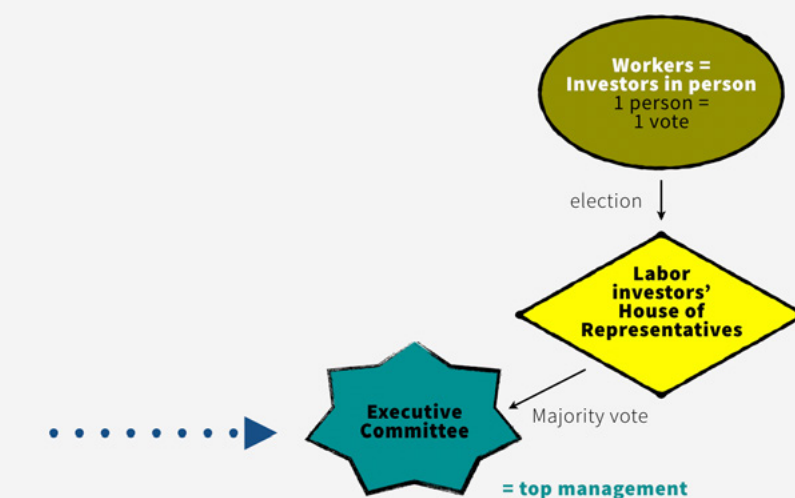 Workers =
Investors in person
1 person =
1 vote
election
Labor
investors’
House of
Representatives
Executive
Committee
Majority vote
= top management